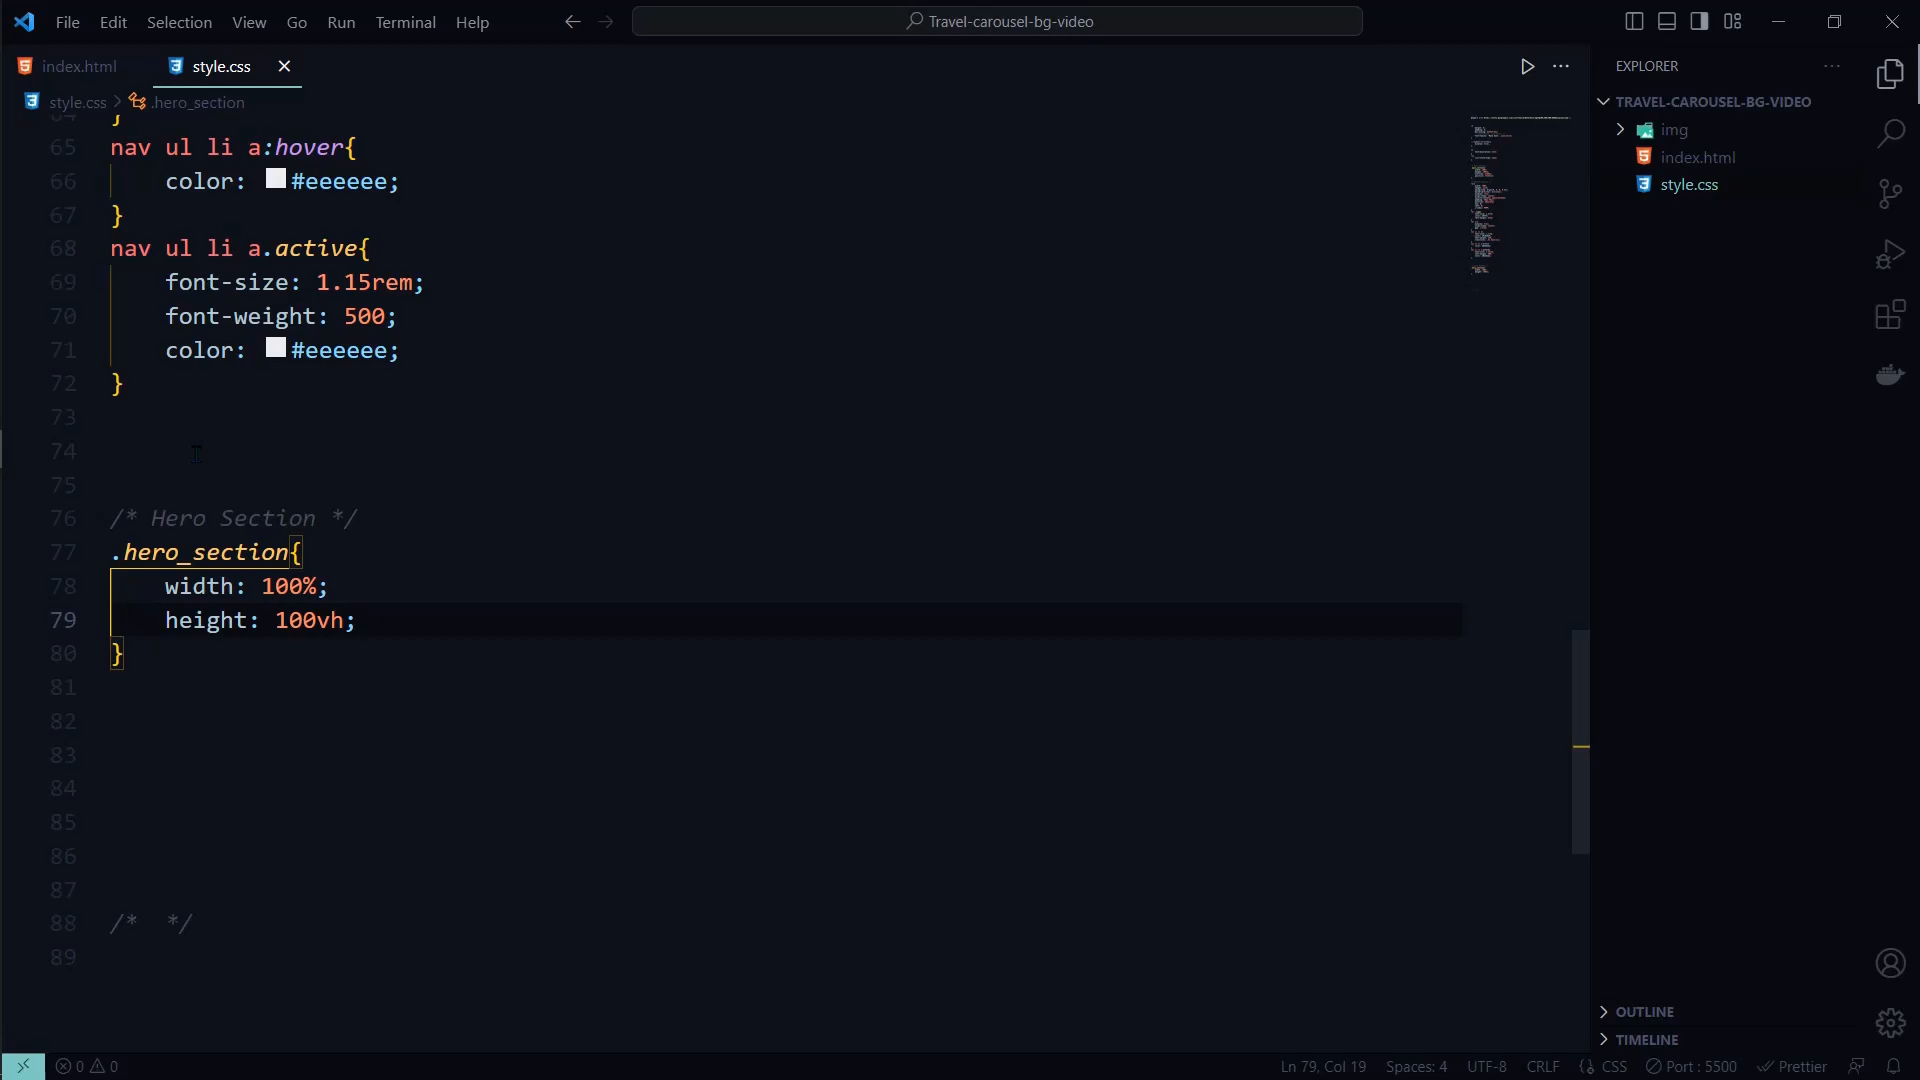 File Edit Selection View Go Run Terminal Help
Travel-carousel-bg-video
index.html
style.css
EXPLORER
style.css > .hero_section
TRAVEL-CAROUSEL-BG-VIDEO
img
index.html
style.css
64 }
65 nav ul li a:hover{
66 color: #eeeeee;
67 }
68 nav ul li a.active{
69 font-size: 1.15rem;
70 font-weight: 500;
71 color: #eeeeee;
72 }
73
74
75
76 /* Hero Section */
77 .hero_section{
78 width: 100%;
79 height: 100vh;
80 }
81
82
83
84
85
86
87
88 /*  */
89
OUTLINE
TIMELINE
0 0 Ln 79, Col 19 Spaces: 4 UTF-8 CRLF CSS Port : 5500 Prettier